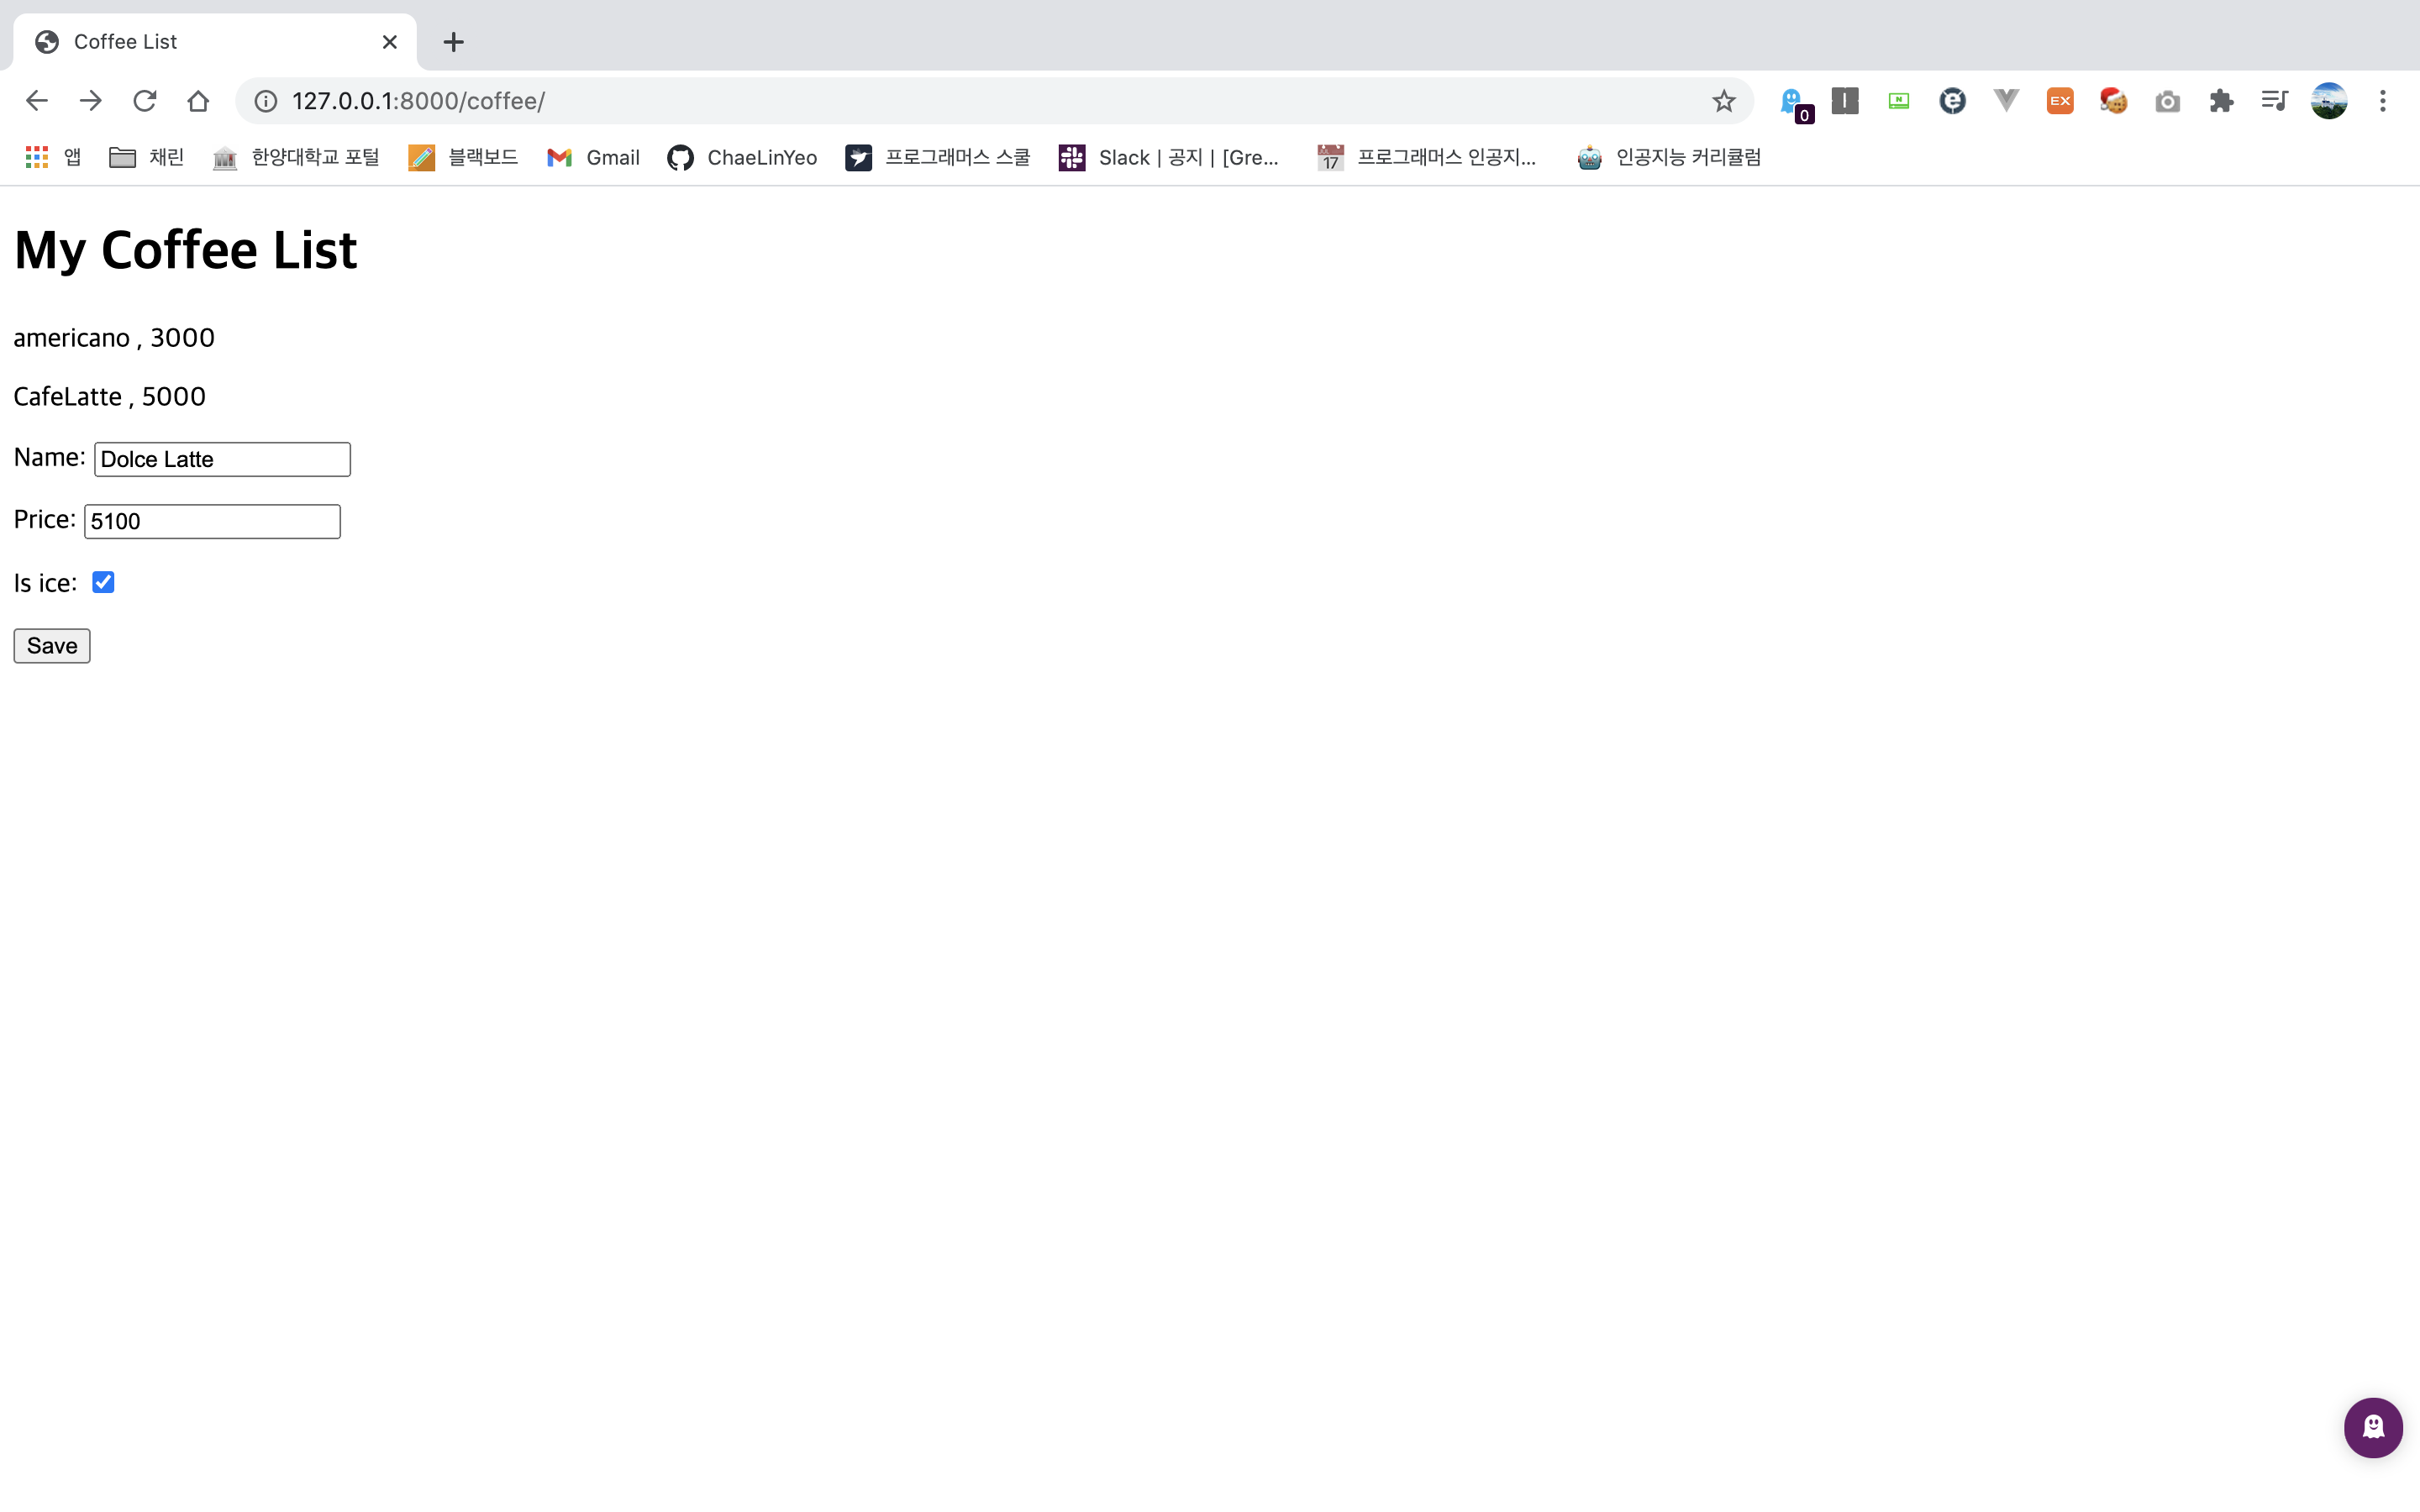 Coffee List
127.0.0.1:8000/coffee/
0
N
EX
앱 채린 한양대학교 포털 블랙보드 Gmail ChaeLinYeo 프로그래머스 스쿨 Slack | 공지 | [Gre... 17 프로그래머스 인공지... 인공지능 커리큘럼
My Coffee List
americano , 3000
CafeLatte , 5000
Name: Dolce Latte
Price: 5100
Is ice:
Save